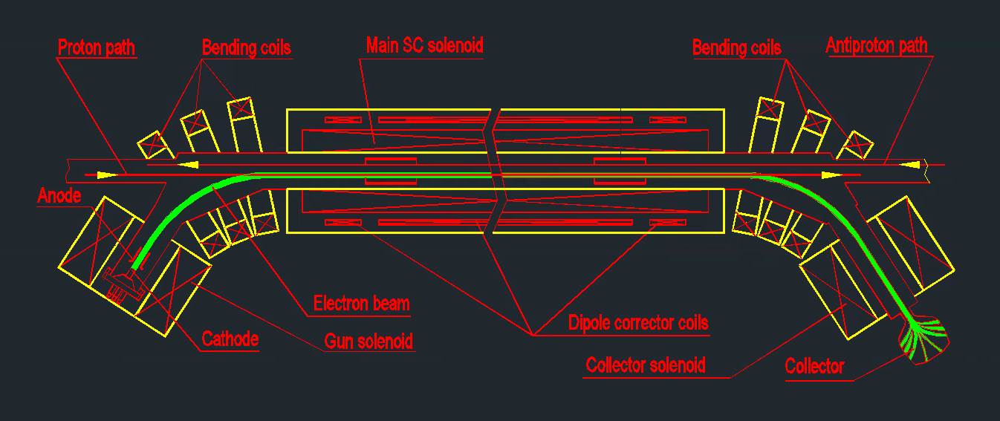 Proton path
Bending coils
Main SC solenoid
Bending coils
Antiproton path
Anode
Electron beam
Dipole corrector coils
Cathode
Gun solenoid
Collector solenoid
Collector